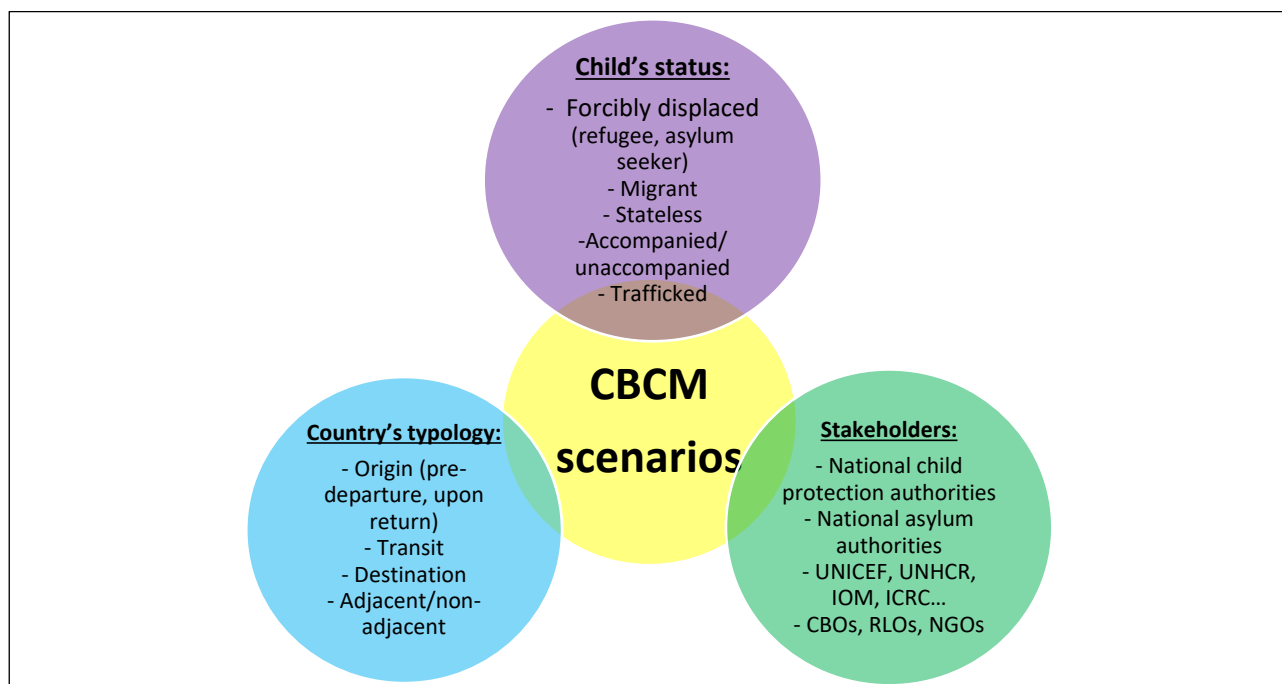 Child’s status:
- Forcibly displaced
(refugee, asylum
seeker)
- Migrant
- Stateless
-Accompanied/
unaccompanied
- Trafficked
CBCM
scenarios
Country’s typology:
- Origin (pre-
departure, upon
return)
- Transit
- Destination
- Adjacent/non-
adjacent
Stakeholders:
- National child
protection authorities
- National asylum
authorities
- UNICEF, UNHCR,
IOM, ICRC…
- CBOs, RLOs, NGOs